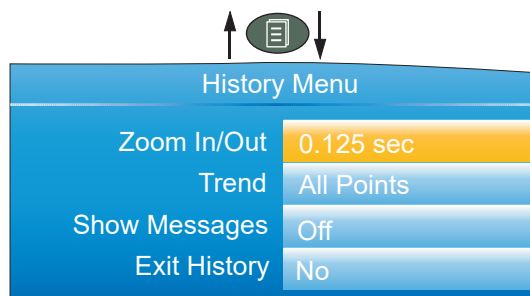 History Menu
Zoom In/Out 0.125 sec
Trend All Points
Show Messages Off
Exit History No